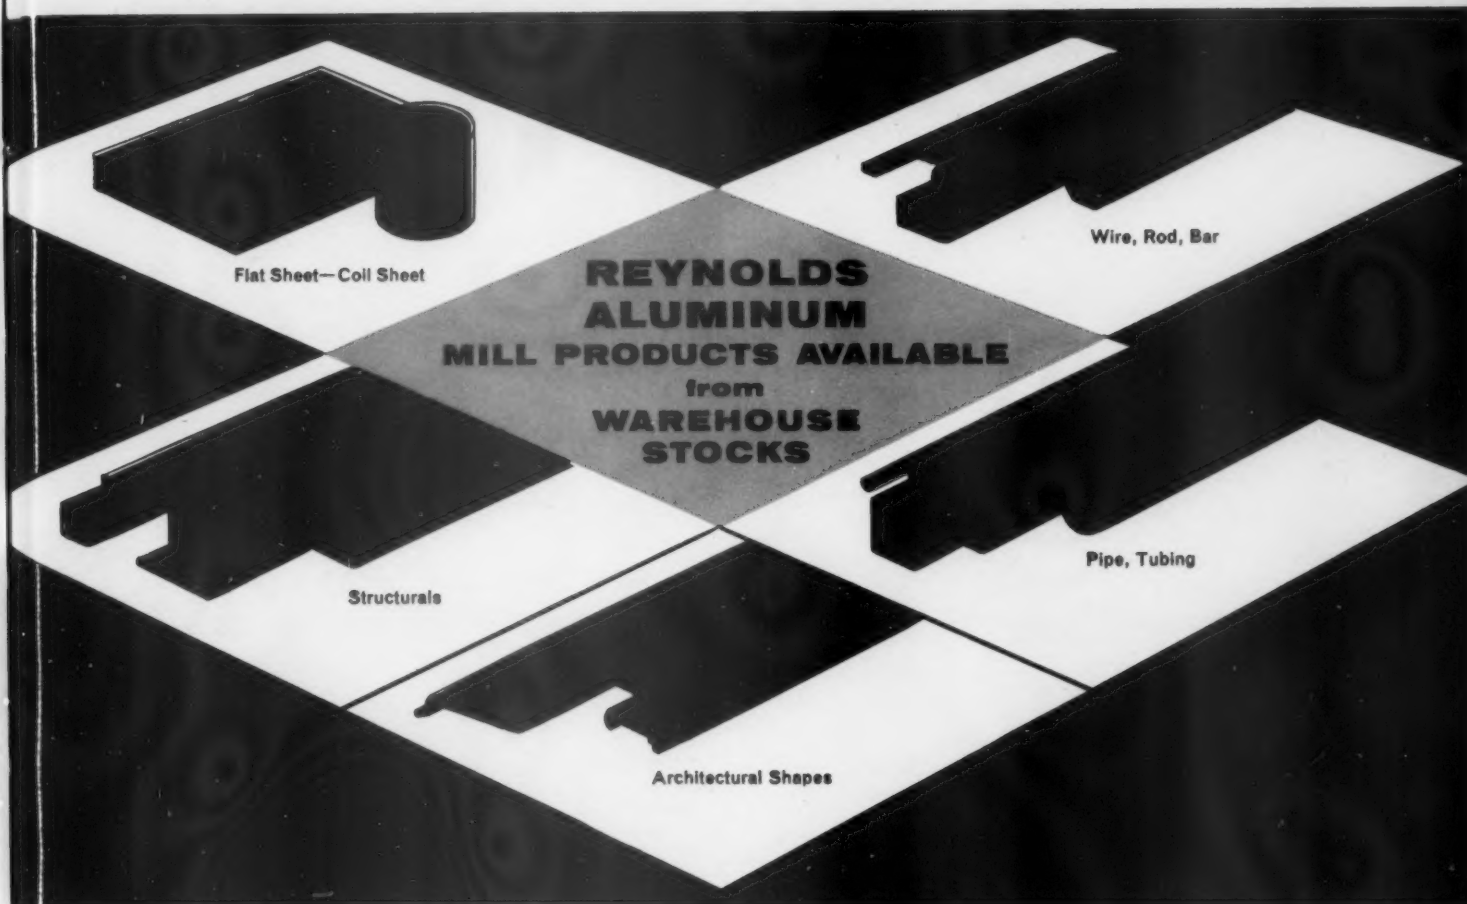 Flat Sheet—Coil Sheet
Wire, Rod, Bar
REYNOLDS
ALUMINUM
MILL PRODUCTS AVAILABLE
from
WAREHOUSE
STOCKS
Structurals
Pipe, Tubing
Architectural Shapes